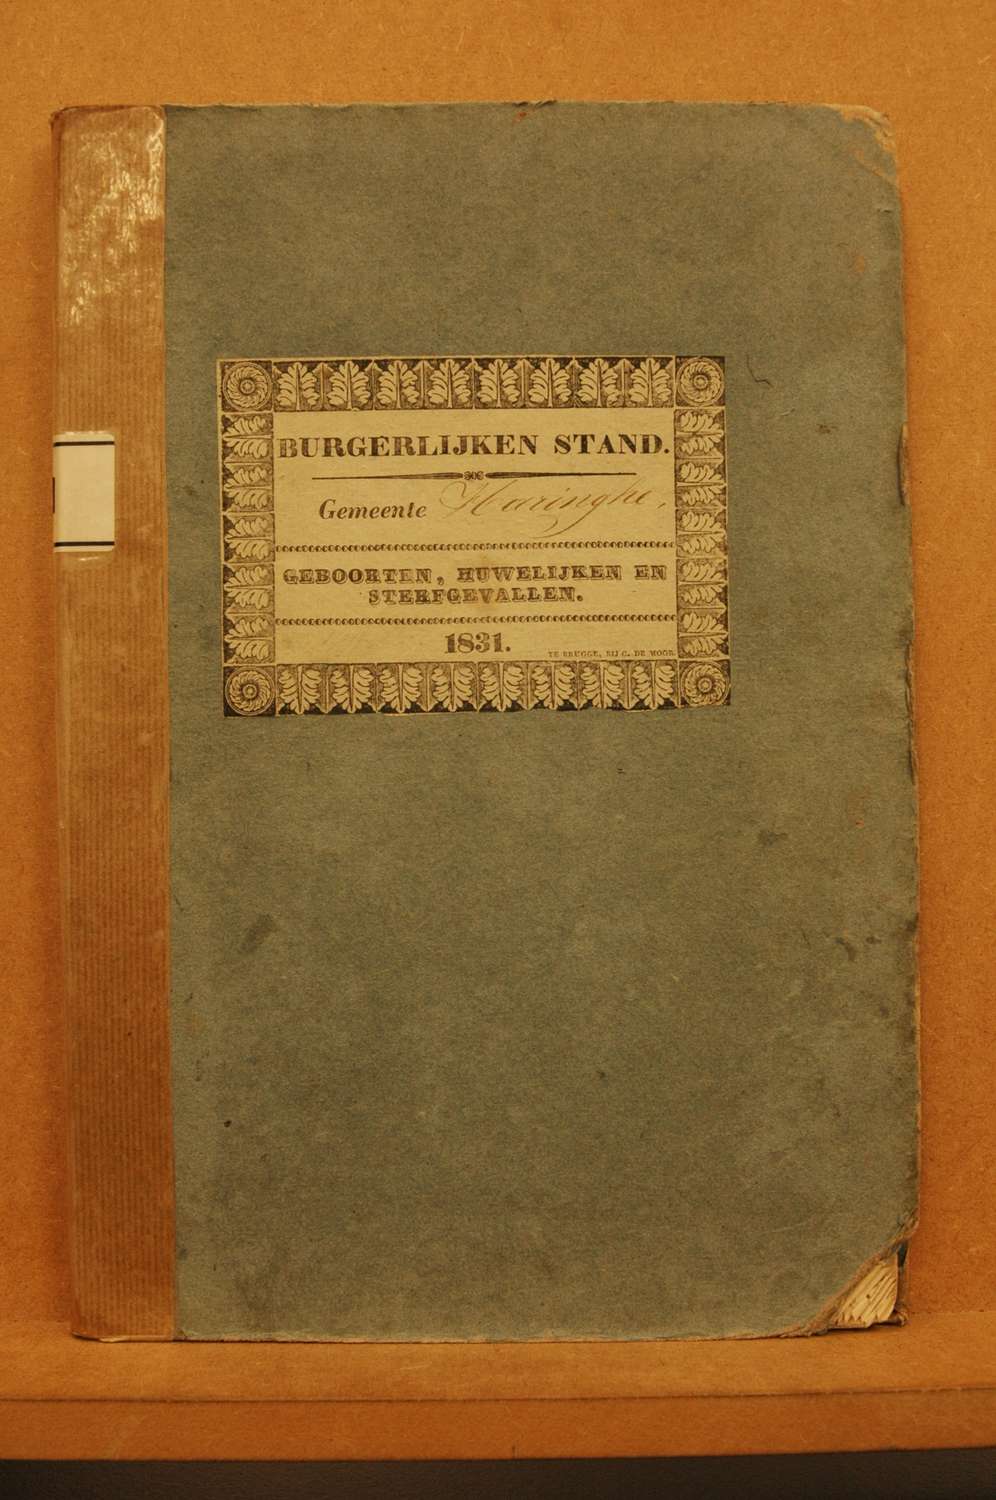 BURGERLIJKEN STAND.
Gemeente Haringhe,
GEBOORTEN, HUWELIJKEN EN
STERFGEVALLEN.
1831.
TE BRUGGE, BIJ C. DE MOOR.